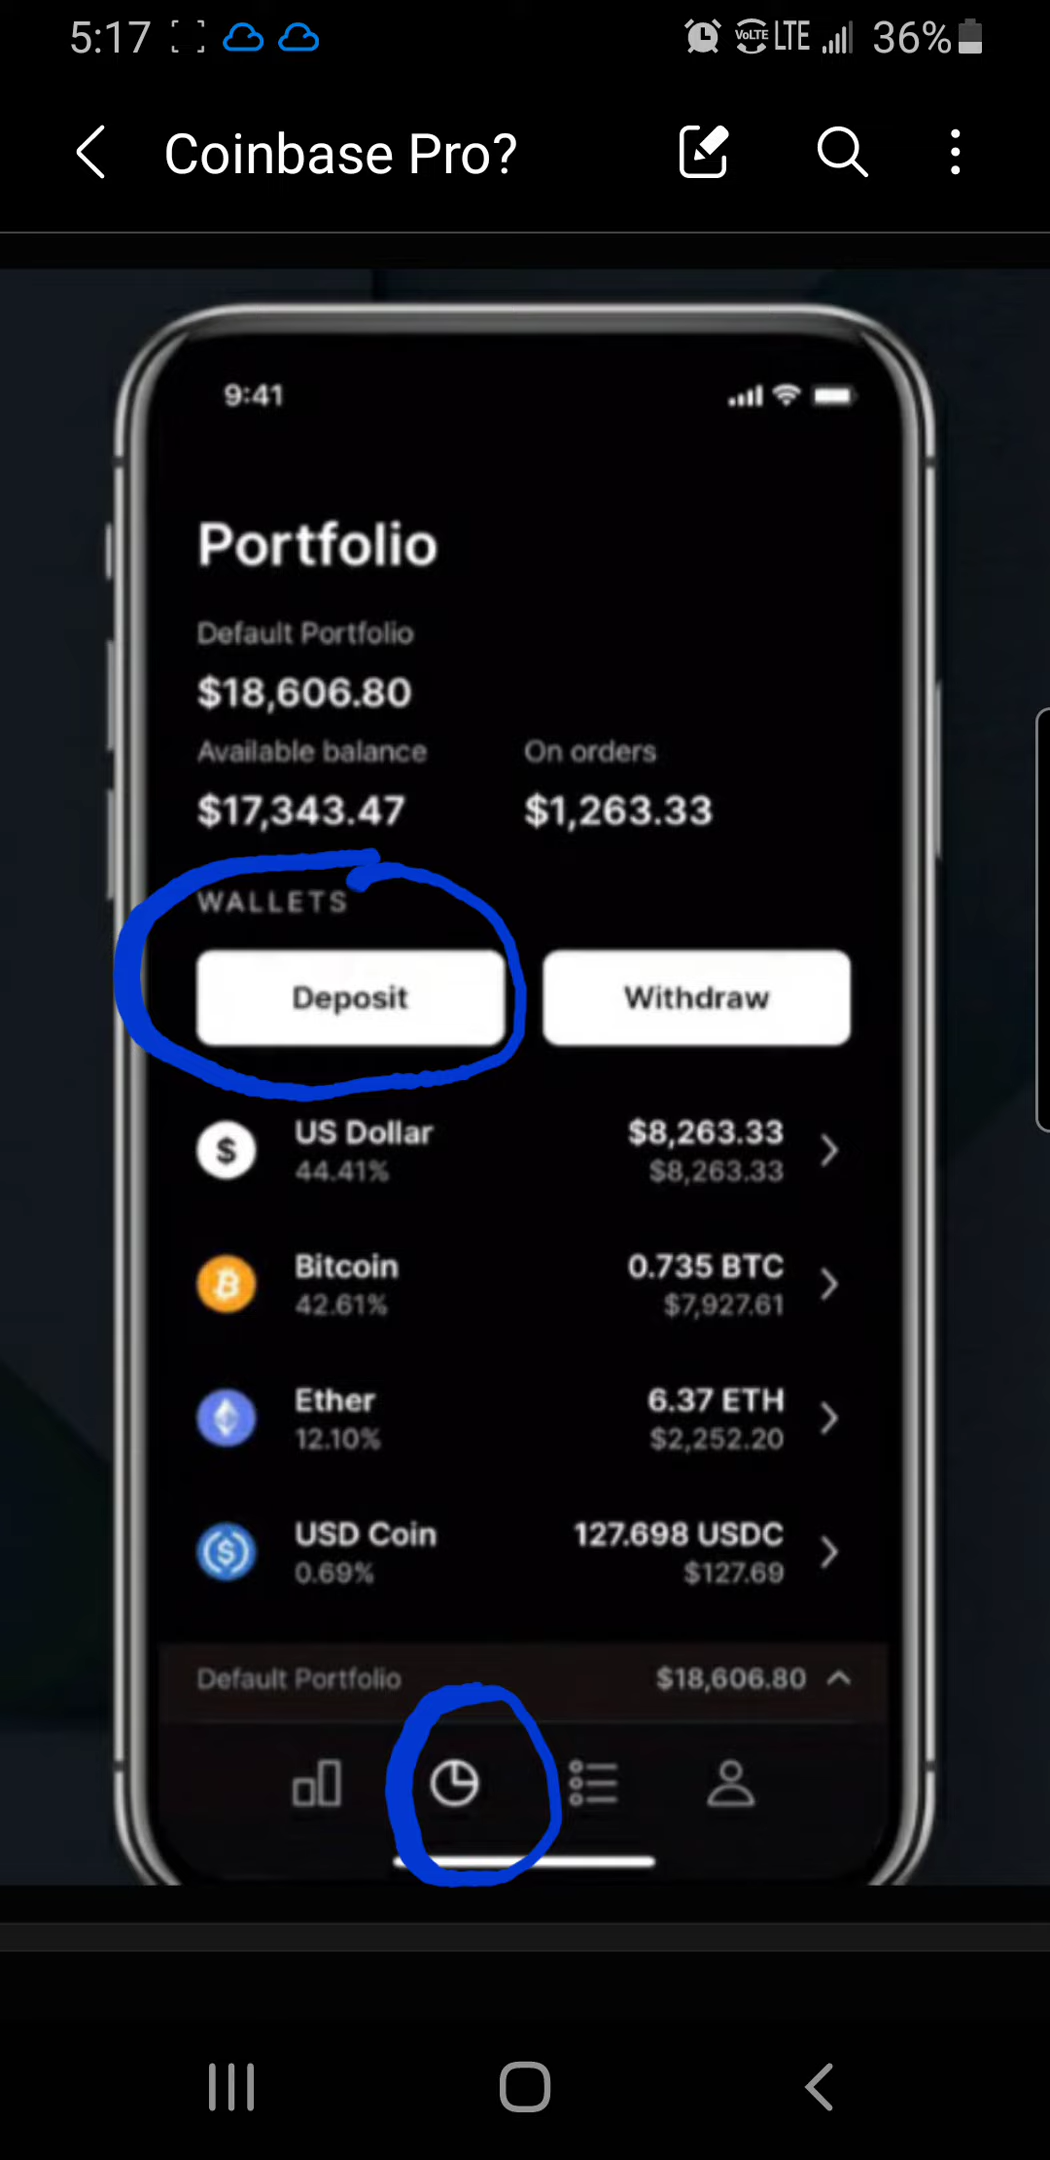 5:17 VoLTE LTE 36%
Coinbase Pro?
9:41
Portfolio
Default Portfolio
$18,606.80
Available balance On orders
$17,343.47 $1,263.33
WALLETS
Deposit Withdraw
US Dollar $8,263.33
44.41% $8,263.33
Bitcoin 0.735 BTC
42.61% $7,927.61
Ether 6.37 ETH
12.10% $2,252.20
USD Coin 127.698 USDC
0.69% $127.69
Default Portfolio $18,606.80